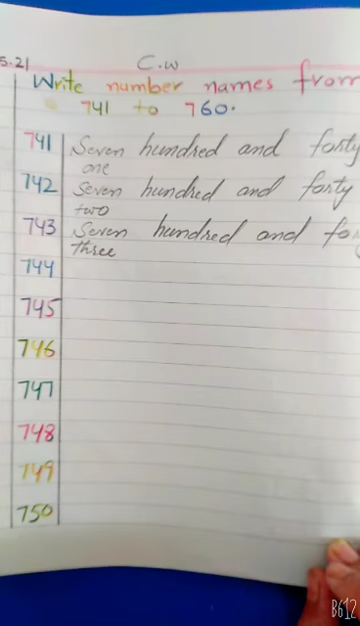 5.21
C.W
Write number names from
741 to 760.
741 Seven hundred and forty
one
742 Seven hundred and forty
two
743 Seven hundred and fo
three
744
745
746
747
748
749
750
B612